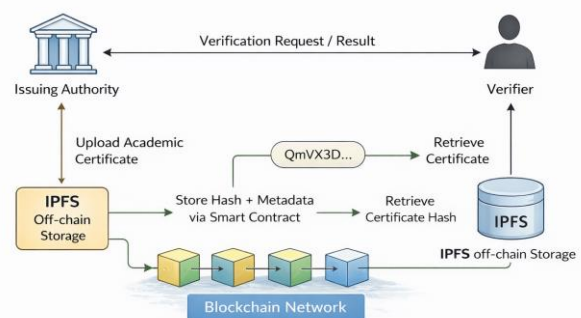 Verification Request / Result
Issuing Authority
Verifier
Upload Academic
Certificate
QmVX3D...
Retrieve
Certificate
IPFS
Off-chain
Storage
Store Hash + Metadata
via Smart Contract
Retrieve
Certificate Hash
IPFS
IPFS off-chain Storage
Blockchain Network